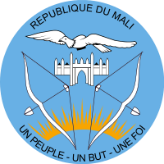 REPUBLIQUE DU MALI
UN PEUPLE - UN BUT - UNE FOI